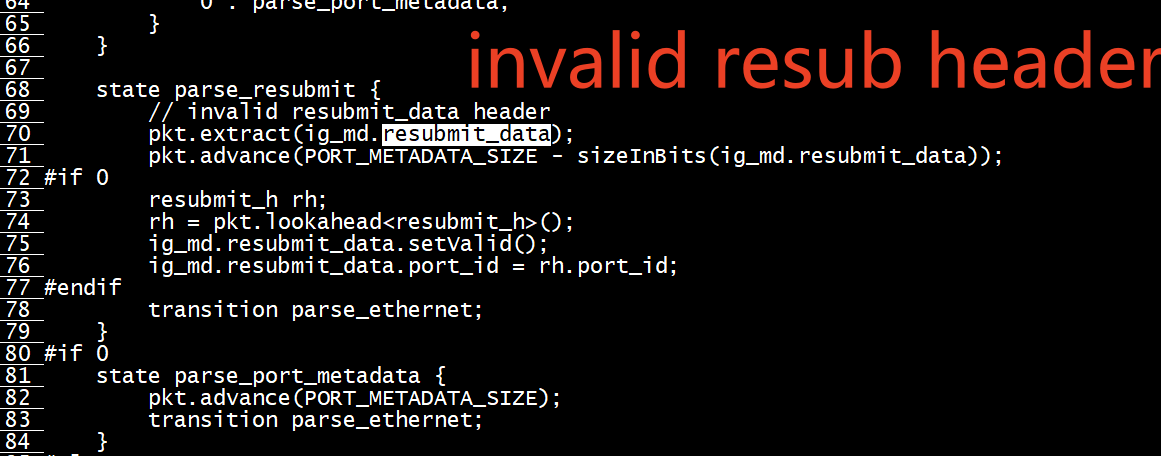 64 0 : parse_port_metadata;
65 }
66 }
67
invalid resub header
68 state parse_resubmit {
69 // invalid resubmit_data header
70 pkt.extract(ig_md.resubmit_data);
71 pkt.advance(PORT_METADATA_SIZE - sizeInBits(ig_md.resubmit_data));
72 #if 0
73 resubmit_h rh;
74 rh = pkt.lookahead<resubmit_h>();
75 ig_md.resubmit_data.setValid();
76 ig_md.resubmit_data.port_id = rh.port_id;
77 #endif
78 transition parse_ethernet;
79 }
80 #if 0
81 state parse_port_metadata {
82 pkt.advance(PORT_METADATA_SIZE);
83 transition parse_ethernet;
84 }